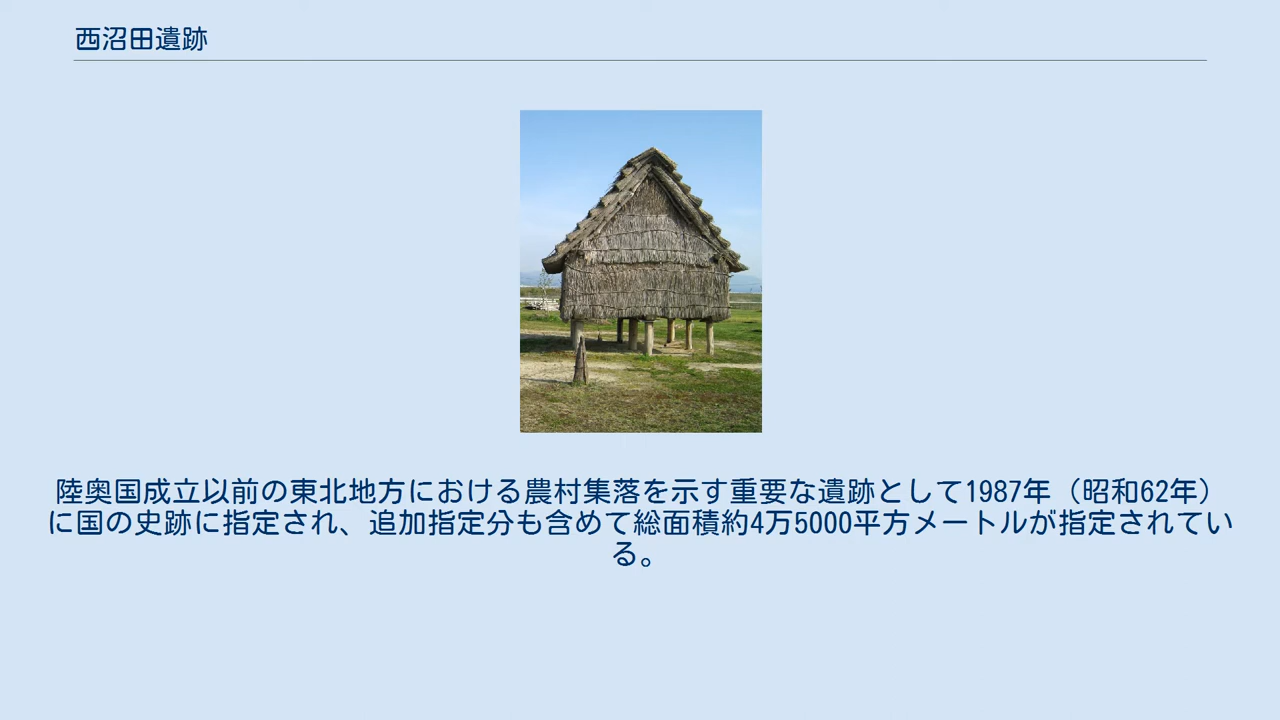 西沼田遺跡
陸奥国成立以前の東北地方における農村集落を示す重要な遺跡として1987年（昭和62年）
に国の史跡に指定され、追加指定分も含めて総面積約4万5000平方メートルが指定されてい
る。